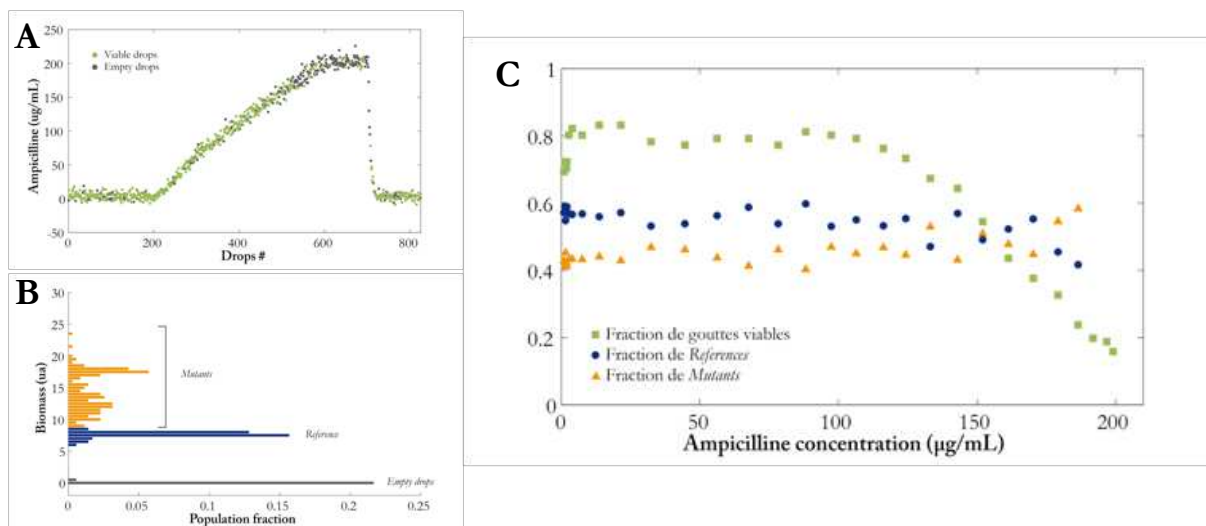 A
250
200
150
100
50
0
-50
Ampicilline (ug/mL)
Viable drops
Empty drops
0
200
400
600
800
Drops #
B
30
25
20
15
10
5
0
Biomass (ua)
Mutants
Reference
Empty drops
0
0.05
0.1
0.15
0.2
0.25
Population fraction
C
1
0.8
0.6
0.4
0.2
0
Fraction de gouttes viables
Fraction de References
Fraction de Mutants
0
50
100
150
200
Ampicilline concentration (µg/mL)